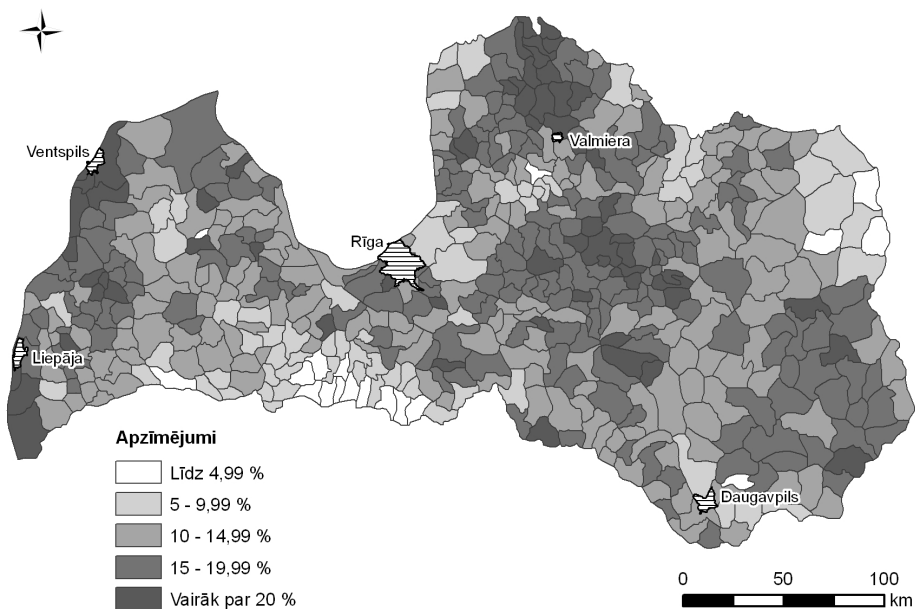 Ventspils
Valmiera
Rīga
Liepāja
Daugavpils
Apzīmējumi
Līdz 4,99 %
5 - 9,99 %
10 - 14,99 %
15 - 19,99 %
Vairāk par 20 %
0 50 100
km